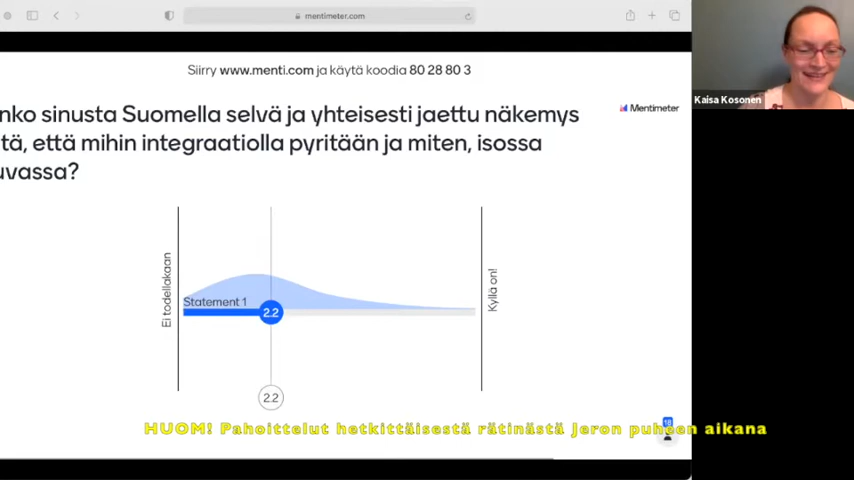 mentimeter.com
Siirry www.menti.com ja käytä koodia 80 28 80 3
Kaisa Kosonen
Mentimeter
nko sinusta Suomella selvä ja yhteisesti jaettu näkemys
tä, että mihin integraatiolla pyritään ja miten, isossa
uvassa?
Ei todellakaan
Statement 1
2.2
Kyllä on!
2.2
18
HUOM! Pahoittelut hetkittäisestä rätinästä Jeron puheen aikana